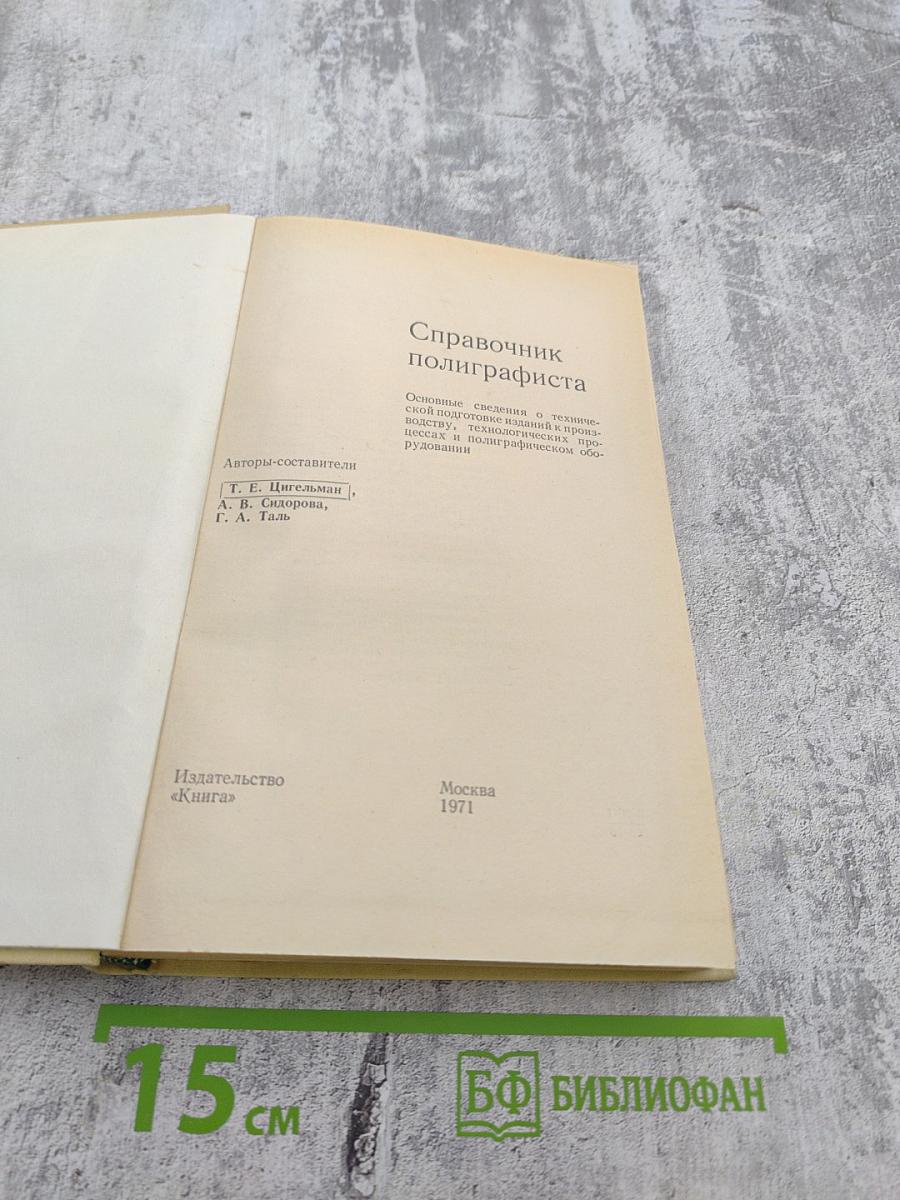 Справочник
полиграфиста
Основные сведения о техниче-
ской подготовке изданий к произ-
водству, технологических про-
цессах и полиграфическом обо-
рудовании
Авторы-составители
Т. Е. Цигельман,
А. В. Сидорова,
Г. А. Таль
Издательство
«Книга»
Москва
1971
15 см
БФ БИБЛИОФАН